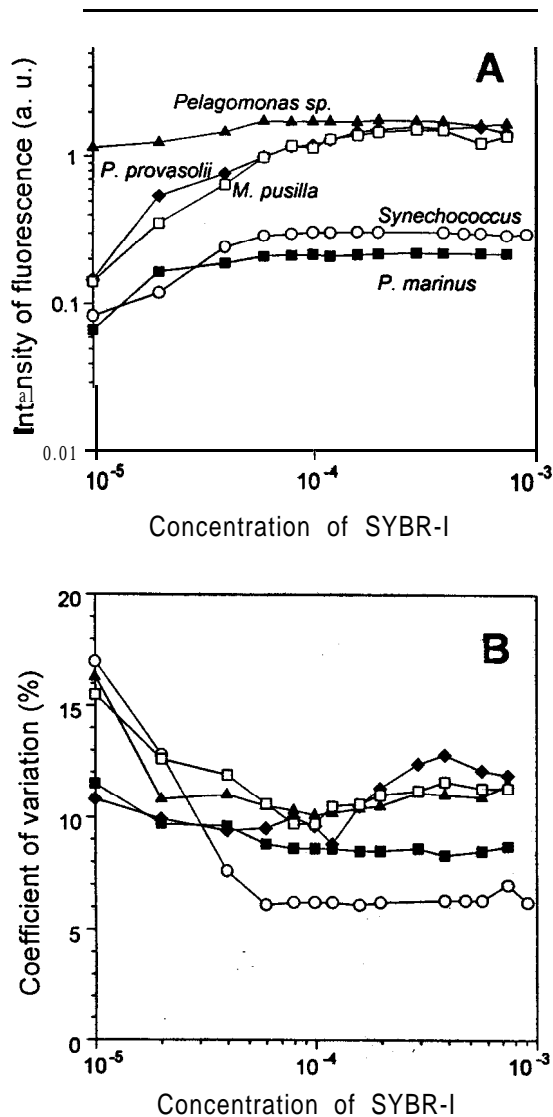 A
Intensity of fluorescence (a. u.)
1
0.1
0.01
Pelagomonas sp.
P. provasolii
M. pusilla
Synechococcus
P. marinus
10-5
10-4
10-3
Concentration of SYBR-I
B
Coefficient of variation (%)
20
15
10
5
0
10-5
10-4
10-3
Concentration of SYBR-I